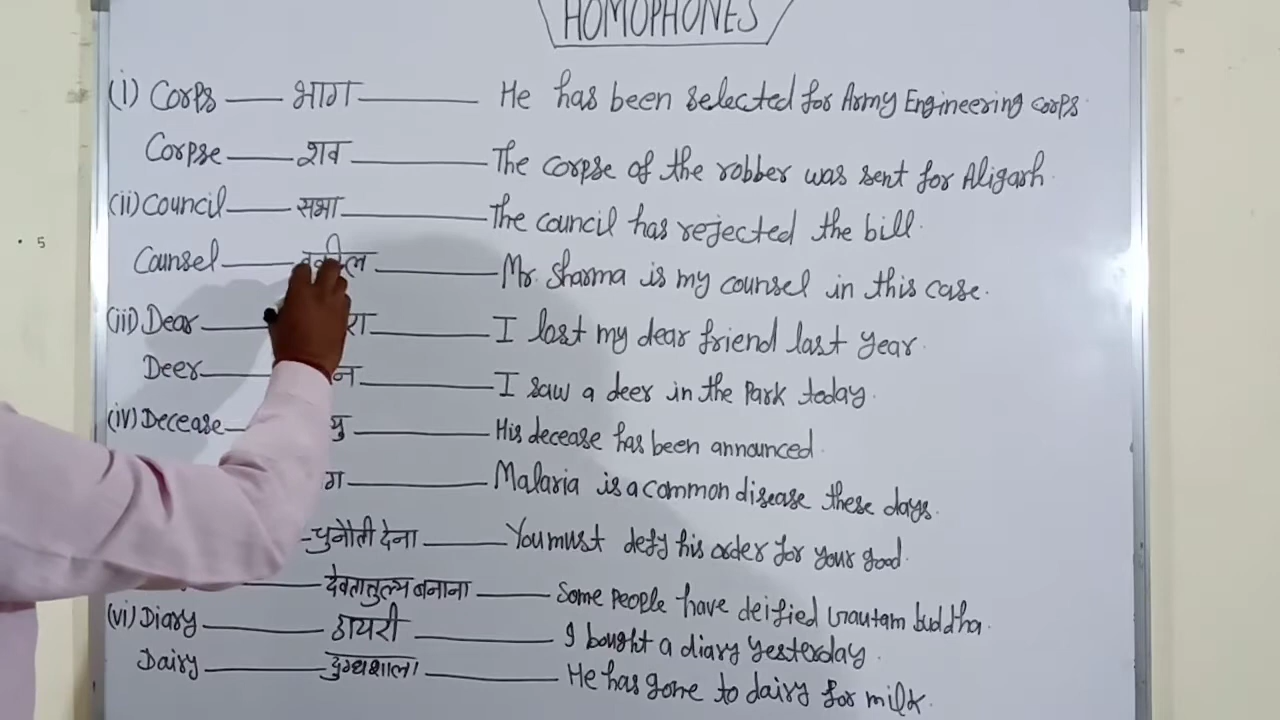 HOMOPHONES
(i) Corps — भाग — He has been selected for Army Engineering corps.
Corpse — शव — The corpse of the robber was sent for Aligarh.
(ii) Council — सभा — The council has rejected the bill.
Counsel — वकील — Mr. Sharma is my counsel in this case.
(iii) Dear — रा — I lost my dear friend last year.
Deer — न — I saw a deer in the Park today.
(iv) Decease — यु — His decease has been announced.
ग — Malaria is a common disease these days.
चुनौती देना — You must defy his order for your good.
देवतातुल्य बनाना — Some People have deified Gautam buddha.
(vi) Diary — डायरी — I bought a diary yesterday.
Dairy — दुग्धशाला — He has gone to dairy for milk.